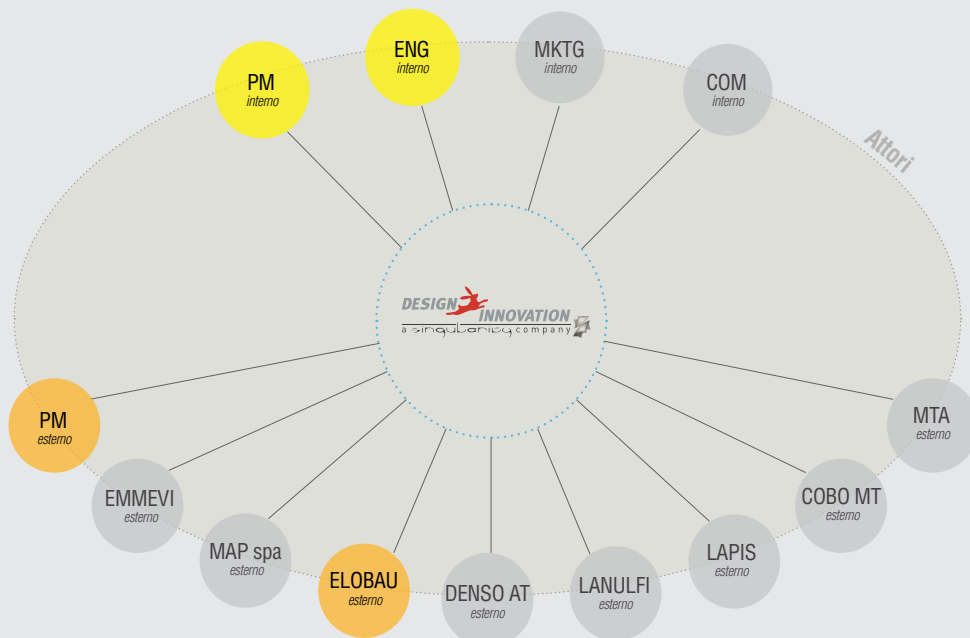 PM
interno
ENG
interno
MKTG
interno
COM
interno
Attori
DESIGN
INNOVATION
a singularity company
PM
esterno
EMMEVI
esterno
MAP spa
esterno
ELOBAU
esterno
DENSO AT
esterno
LANULFI
esterno
LAPIS
esterno
COBO MT
esterno
MTA
esterno